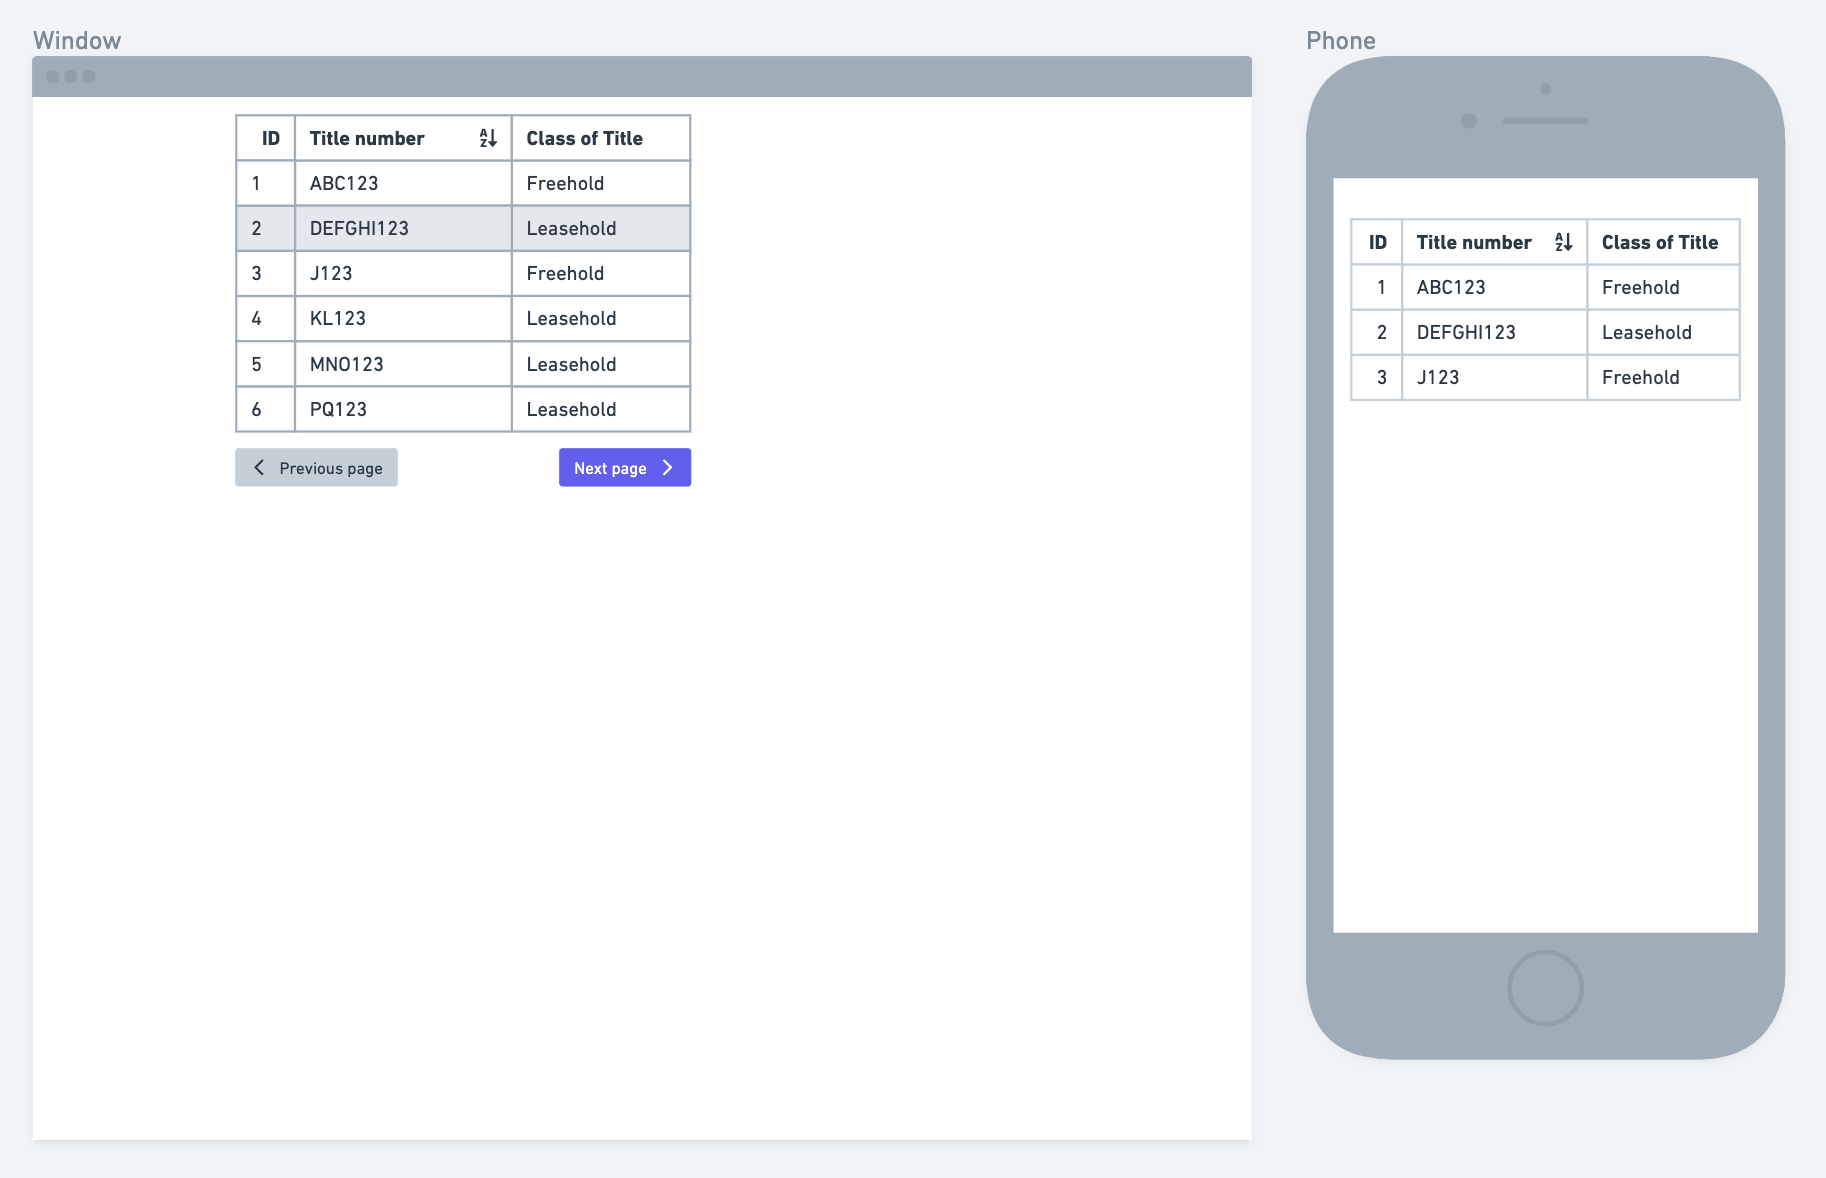 Window
ID Title number Class of Title
1 ABC123 Freehold
2 DEFGHI123 Leasehold
3 J123 Freehold
4 KL123 Leasehold
5 MNO123 Leasehold
6 PQ123 Leasehold
Previous page Next page
Phone
ID Title number Class of Title
1 ABC123 Freehold
2 DEFGHI123 Leasehold
3 J123 Freehold